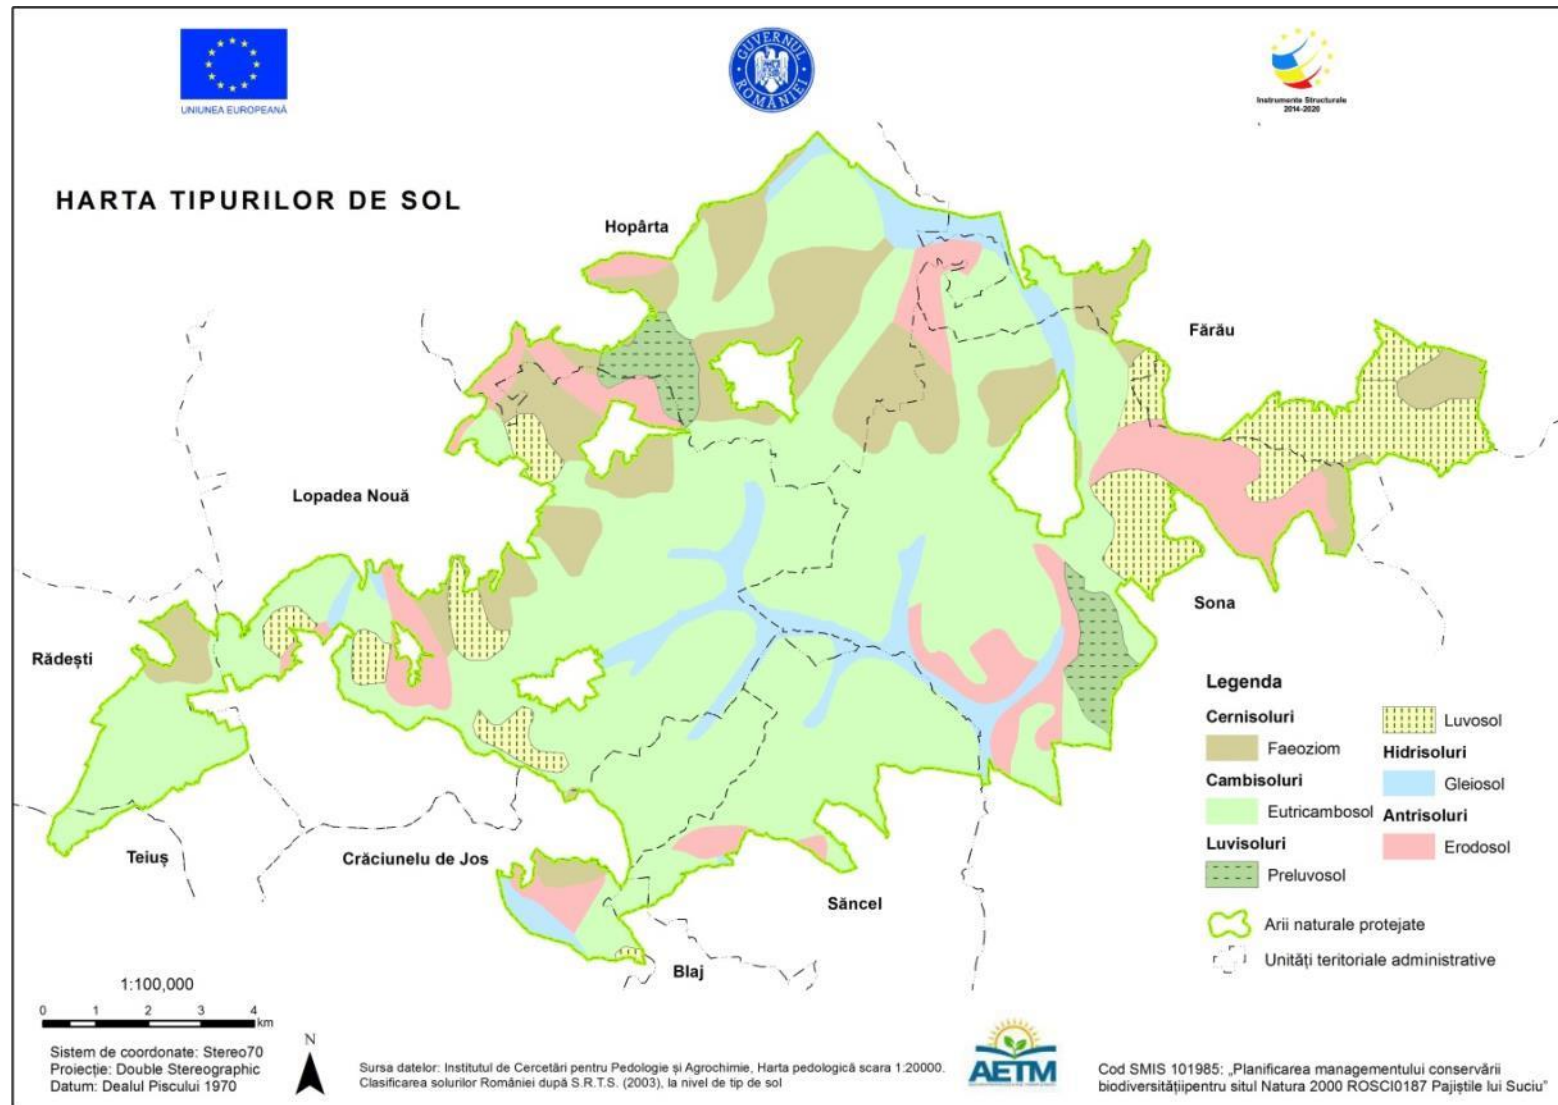 UNIUNEA EUROPEANĂ
GUVERNUL ROMÂNIEI
Instrumente Structurale
2014-2020
HARTA TIPURILOR DE SOL
Hopârta
Fărău
Lopadea Nouă
Sona
Rădești
Teiuș
Crăciunelu de Jos
Săncel
Blaj
Legenda
Cernisoluri
Faeoziom
Cambisoluri
Eutricambosol
Luvisoluri
Preluvosol
Luvosol
Hidrisoluri
Gleiosol
Antrisoluri
Erodosol
Arii naturale protejate
Unități teritoriale administrative
1:100,000
0 1 2 3 4
km
Sistem de coordonate: Stereo70
Proiecție: Double Stereographic
Datum: Dealul Piscului 1970
N
Sursa datelor: Institutul de Cercetări pentru Pedologie și Agrochimie, Harta pedologică scara 1:20000.
Clasificarea solurilor României după S.R.T.S. (2003), la nivel de tip de sol
AETM
Cod SMIS 101985: „Planificarea managementului conservării
biodiversitățiipentru situl Natura 2000 ROSCI0187 Pajiștile lui Suciu”